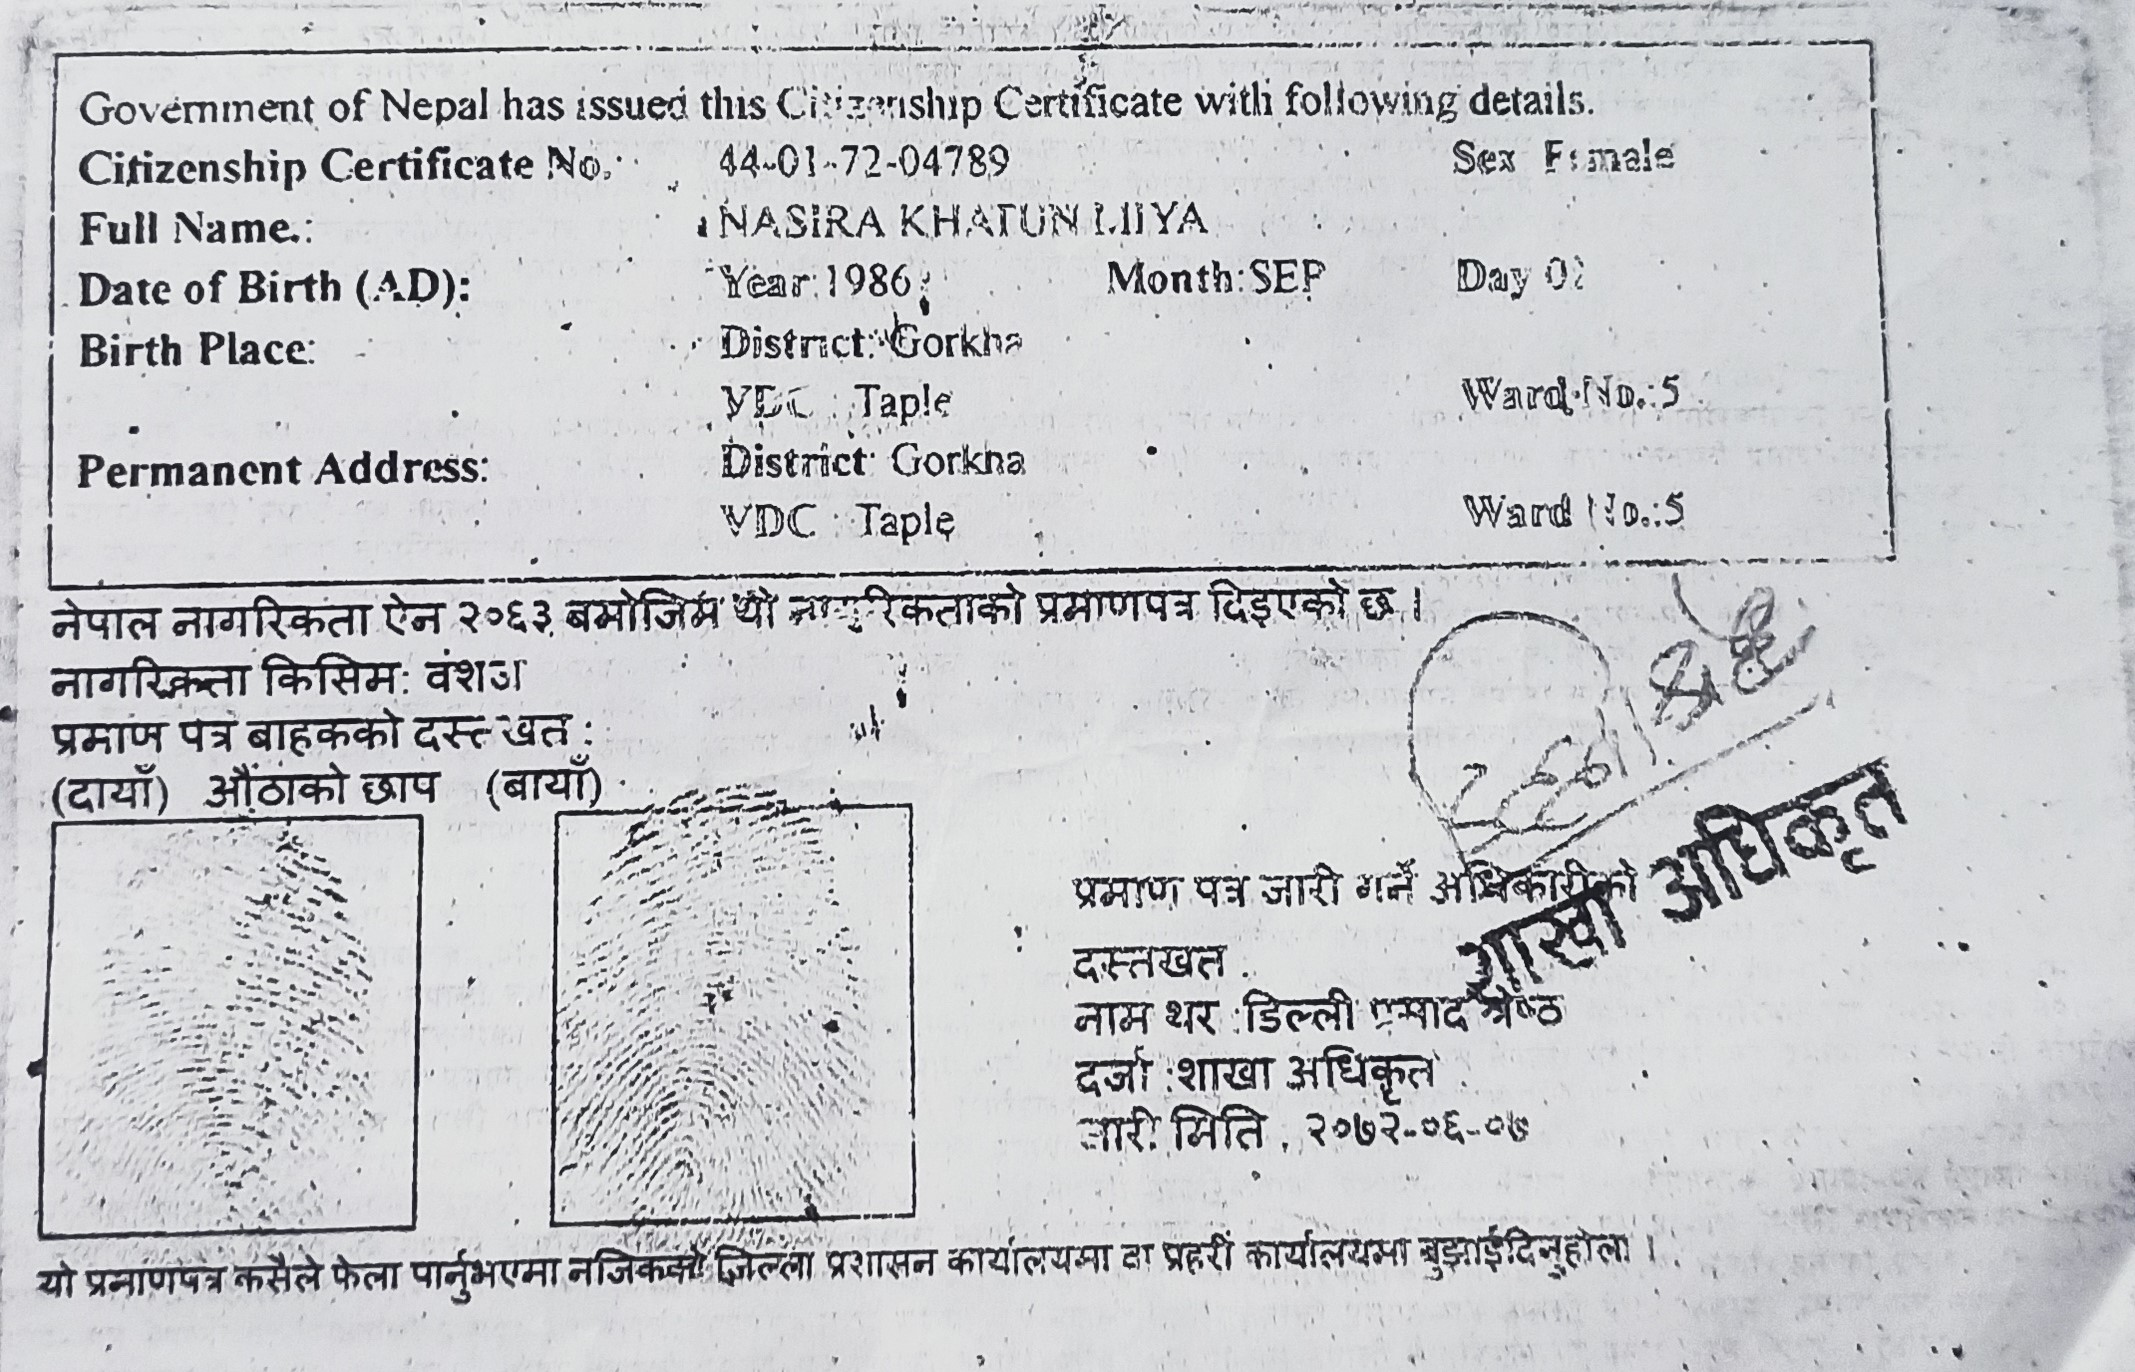 Government of Nepal has issued this Citizenship Certificate with following details.
Citizenship Certificate No.: 44-01-72-04789 Sex Female
Full Name.: NASIRA KHATUN MIYA
Date of Birth (AD): Year:1986 Month:SEP Day
Birth Place: District: Gorkha
VDC : Taple Ward No.:5
Permanent Address: District: Gorkha
VDC : Taple Ward No.:5
नेपाल नागरिकता ऐन २०६३ बमोजिम यो नागरिकताको प्रमाणपत्र दिइएको छ ।
नागरिकता किसिम: वंशज
प्रमाण पत्र बाहकको दस्तखत :
(दायाँ) औंठाको छाप (बायाँ)
प्रमाण पत्र जारी गर्ने अधिकारीको
शाखा अधिकृत
दस्तखत :
नाम थर :डिल्ली प्रसाद श्रेष्ठ
दर्जा :शाखा अधिकृत
जारी मिति : २०७२-०६-०७
यो प्रमाणपत्र कसैले फेला पार्नुभएमा नजिकको जिल्ला प्रशासन कार्यालयमा वा प्रहरी कार्यालयमा बुझाईदिनुहोला ।